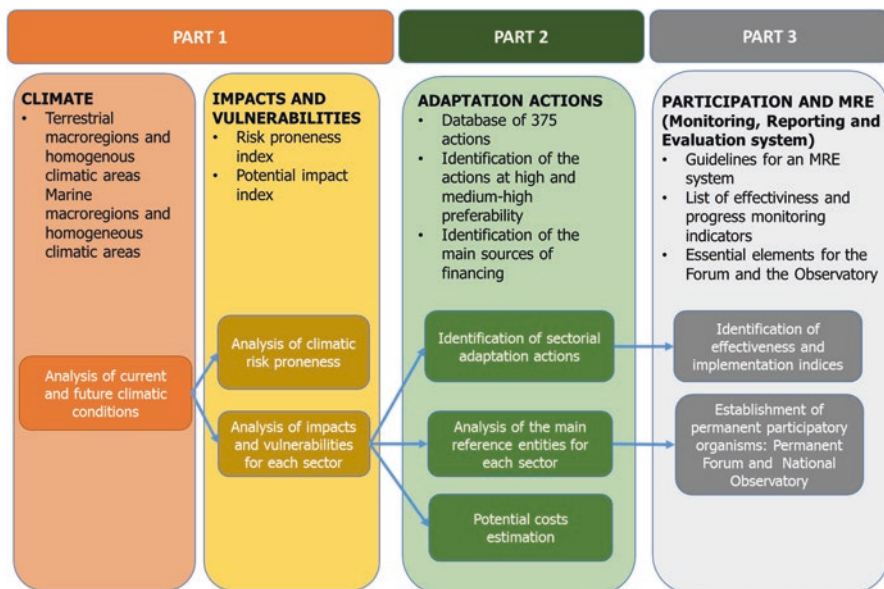 PART 1
PART 2
PART 3
CLIMATE
• Terrestrial
macroregions and
homogenous
climatic areas
Marine
macroregions and
homogeneous
climatic areas
IMPACTS AND
VULNERABILITIES
• Risk proneness
index
• Potential impact
index
ADAPTATION ACTIONS
• Database of 375
actions
• Identification of the
actions at high and
medium-high
preferability
• Identification of the
main sources of
financing
PARTICIPATION AND MRE
(Monitoring, Reporting and
Evaluation system)
• Guidelines for an MRE
system
• List of effectiviness and
progress monitoring
indicators
• Essential elements for the
Forum and the Observatory
Analysis of current
and future climatic
conditions
Analysis of climatic
risk proneness
Analysis of impacts
and vulnerabilities
for each sector
Identification of sectorial
adaptation actions
Analysis of the main
reference entities for
each sector
Potential costs
estimation
Identification of
effectiveness and
implementation indices
Establishment of
permanent participatory
organisms: Permanent
Forum and National
Observatory